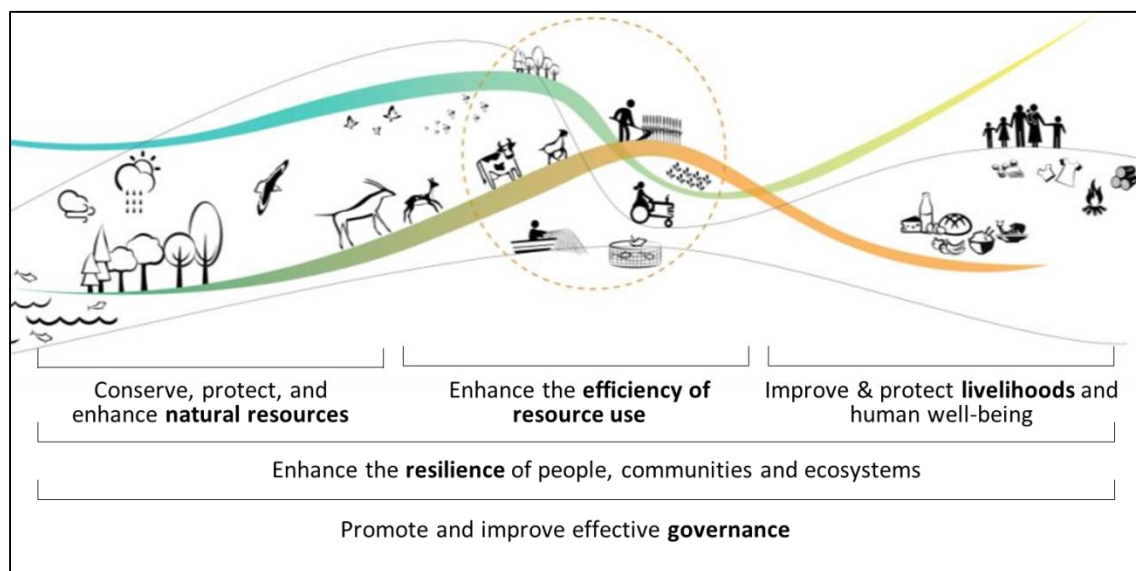 Conserve, protect, and
enhance natural resources
Enhance the efficiency of
resource use
Improve & protect livelihoods and
human well-being
Enhance the resilience of people, communities and ecosystems
Promote and improve effective governance